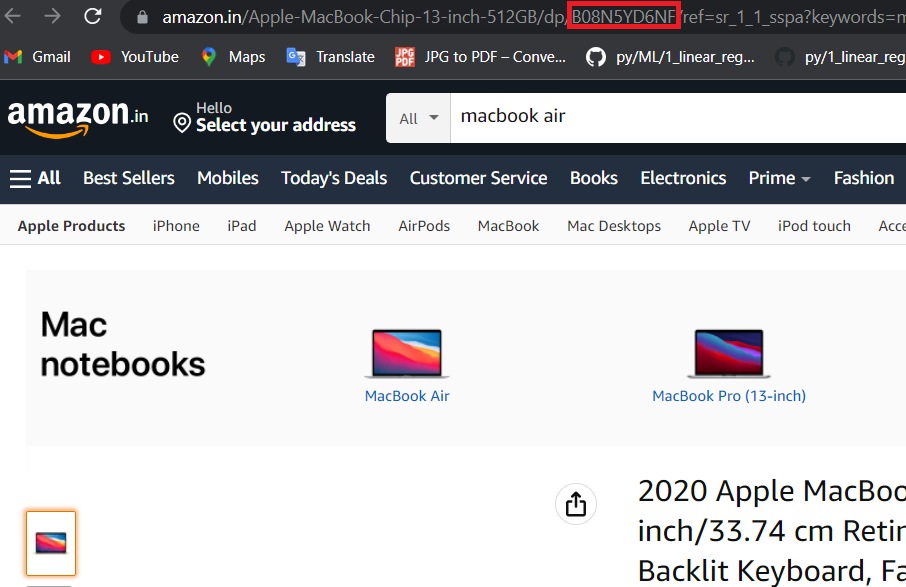 amazon.in/Apple-MacBook-Chip-13-inch-512GB/dp/B08N5YD6NF/ref=sr_1_1_sspa?keywords=m
Gmail YouTube Maps Translate JPG PDF JPG to PDF – Conve... py/ML/1_linear_reg... py/1_linear_reg
amazon.in Hello
Select your address All macbook air
All Best Sellers Mobiles Today's Deals Customer Service Books Electronics Prime Fashion
Apple Products iPhone iPad Apple Watch AirPods MacBook Mac Desktops Apple TV iPod touch Acce
Mac
notebooks
MacBook Air MacBook Pro (13-inch)
2020 Apple MacBoo
inch/33.74 cm Retin
Backlit Keyboard, Fa